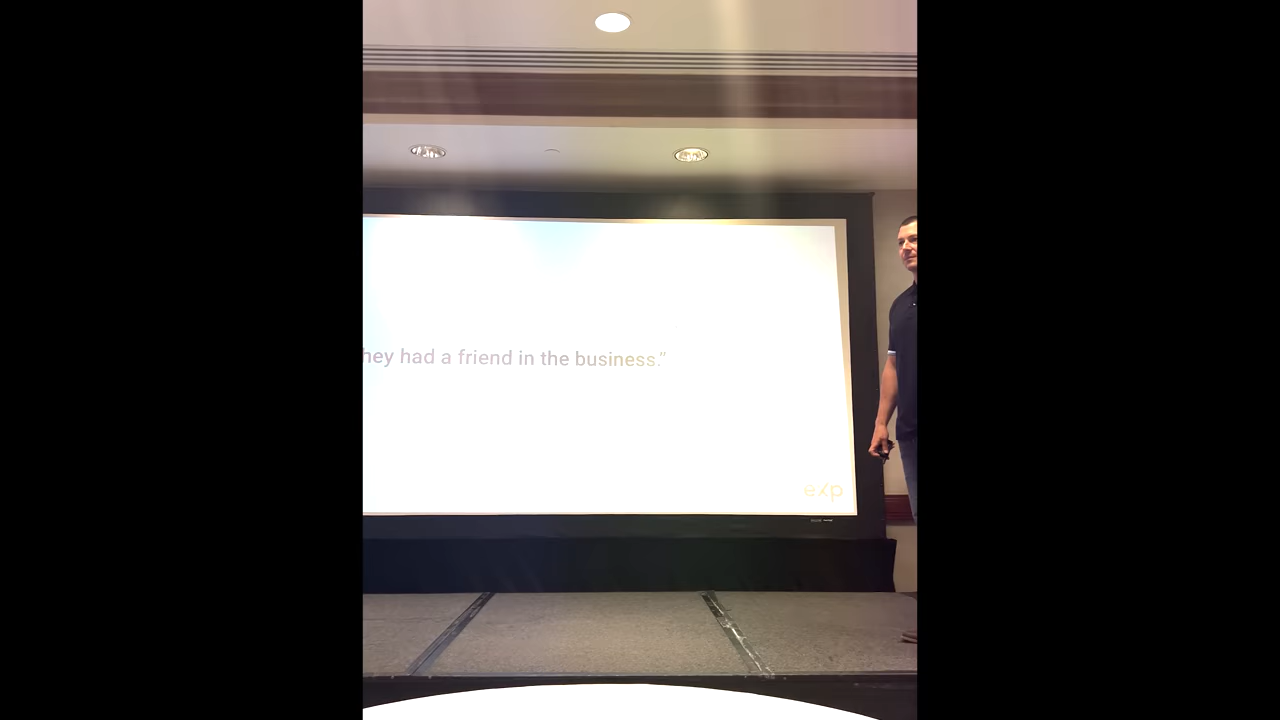 hey had a friend in the business.”
exp